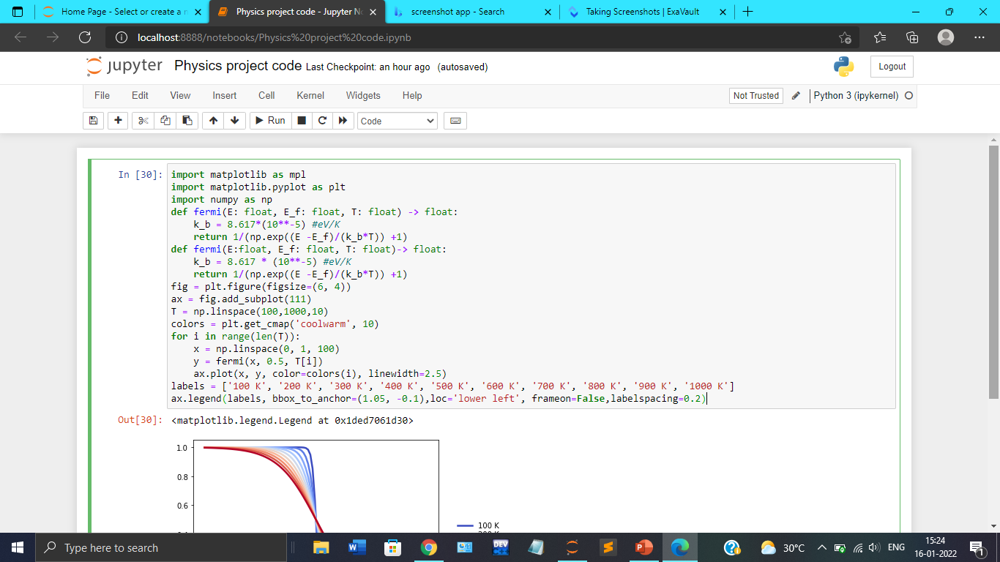 Home Page - Select or create a n
Physics project code - Jupyter No
screenshot app - Search
Taking Screenshots | ExaVault
localhost:8888/notebooks/Physics%20project%20code.ipynb
jupyter Physics project code Last Checkpoint: an hour ago (autosaved)
Logout
File Edit View Insert Cell Kernel Widgets Help
Not Trusted
Python 3 (ipykernel)
Run
Code
In [30]:
import matplotlib as mpl
import matplotlib.pyplot as plt
import numpy as np
def fermi(E: float, E_f: float, T: float) -> float:
    k_b = 8.617*(10**-5) #eV/K
    return 1/(np.exp((E -E_f)/(k_b*T)) +1)
def fermi(E:float, E_f: float, T: float)-> float:
    k_b = 8.617 * (10**-5) #eV/K
    return 1/(np.exp((E -E_f)/(k_b*T)) +1)
fig = plt.figure(figsize=(6, 4))
ax = fig.add_subplot(111)
T = np.linspace(100,1000,10)
colors = plt.get_cmap('coolwarm', 10)
for i in range(len(T)):
    x = np.linspace(0, 1, 100)
    y = fermi(x, 0.5, T[i])
    ax.plot(x, y, color=colors(i), linewidth=2.5)
labels = ['100 K', '200 K', '300 K', '400 K', '500 K', '600 K', '700 K', '800 K', '900 K', '1000 K']
ax.legend(labels, bbox_to_anchor=(1.05, -0.1),loc='lower left', frameon=False,labelspacing=0.2)
Out[30]: <matplotlib.legend.Legend at 0x1ded7061d30>
1.0
0.8
0.6
100 K
Type here to search
DEV
30°C
ENG
15:24
16-01-2022
1